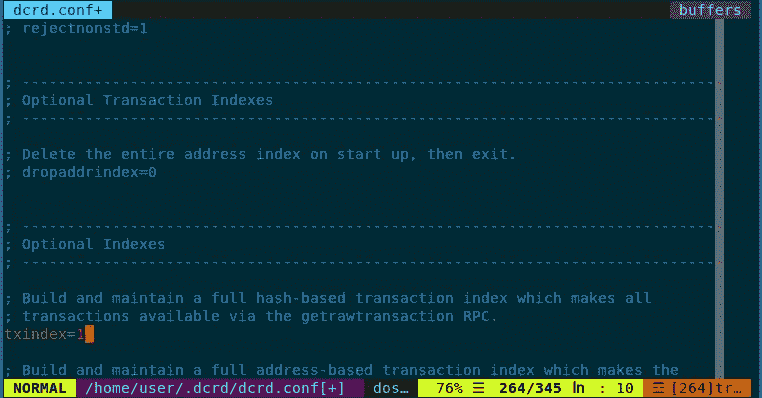 dcrd.conf+ buffers
; rejectnonstd=1
; ------------------------------------------------------------------------------
; Optional Transaction Indexes
; ------------------------------------------------------------------------------
; Delete the entire address index on start up, then exit.
; dropaddrindex=0
; ------------------------------------------------------------------------------
; Optional Indexes
; ------------------------------------------------------------------------------
; Build and maintain a full hash-based transaction index which makes all
; transactions available via the getrawtransaction RPC.
txindex=1
; Build and maintain a full address-based transaction index which makes the
NORMAL /home/user/.dcrd/dcrd.conf[+] dos… 76% ☰ 264/345 ㏑ : 10 ☲ [264]tr…